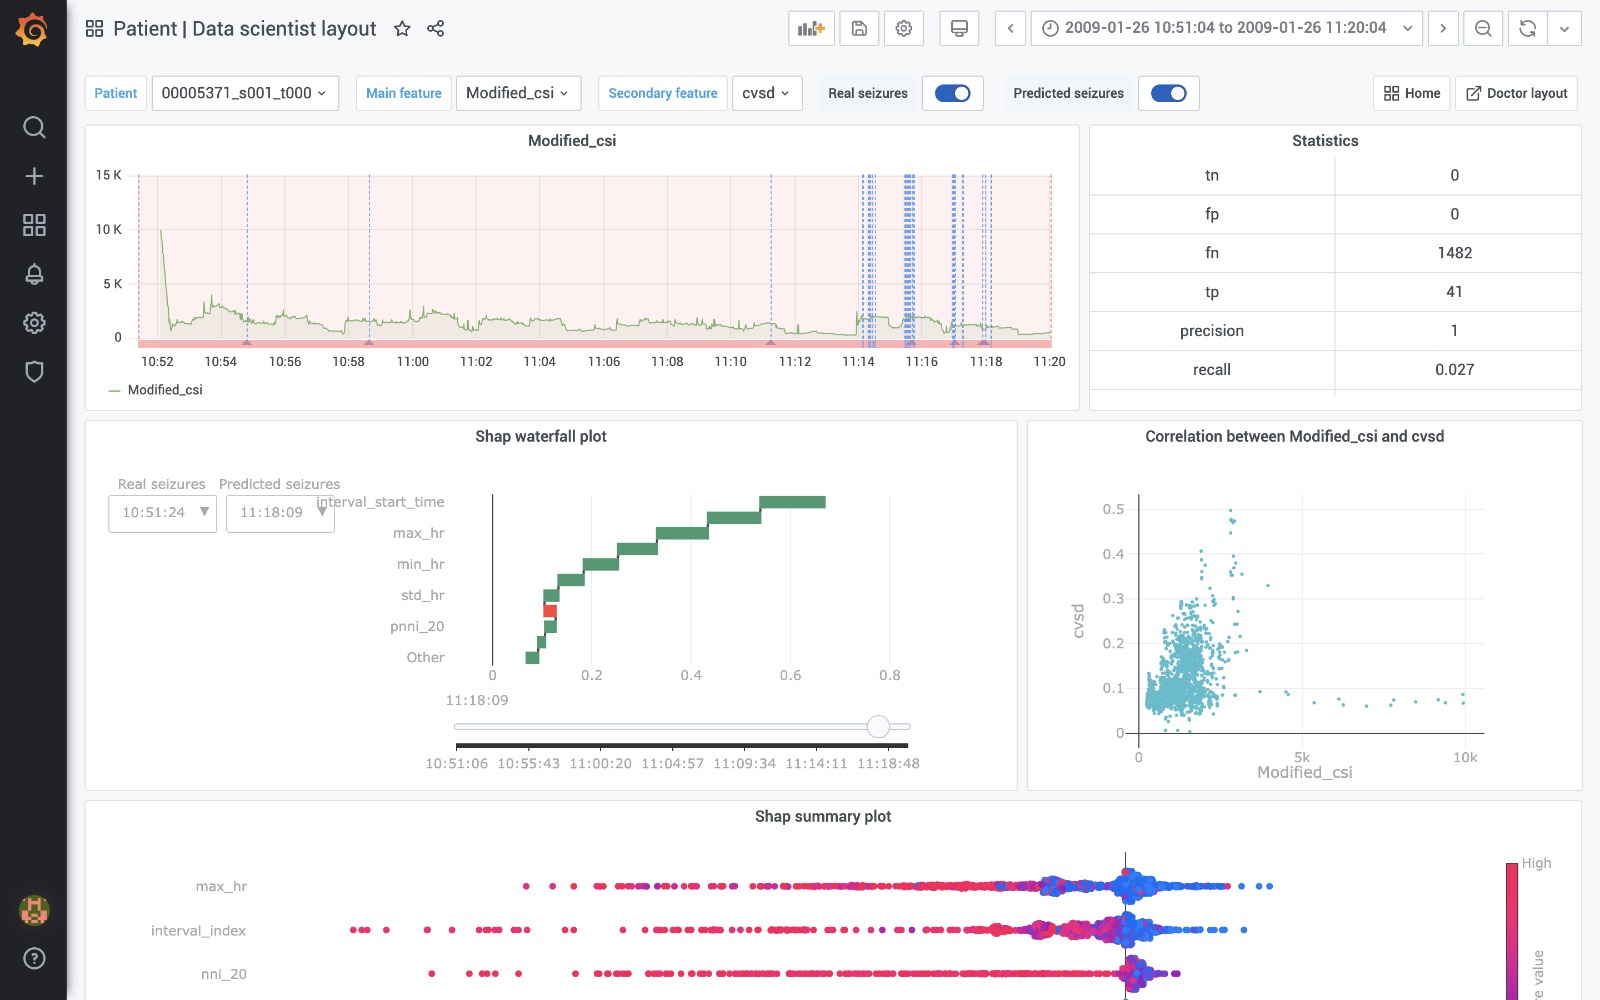 Patient | Data scientist layout
2009-01-26 10:51:04 to 2009-01-26 11:20:04
Patient 00005371_s001_t000 Main feature Modified_csi Secondary feature cvsd Real seizures Predicted seizures Home Doctor layout
Modified_csi
15 K
10 K
5 K
0
10:52 10:54 10:56 10:58 11:00 11:02 11:04 11:06 11:08 11:10 11:12 11:14 11:16 11:18 11:20
Modified_csi
Statistics
tn 0
fp 0
fn 1482
tp 41
precision 1
recall 0.027
Shap waterfall plot
Real seizures Predicted seizures
10:51:24 11:18:09
interval_start_time
max_hr
min_hr
std_hr
pnni_20
Other
0 0.2 0.4 0.6 0.8
11:18:09
10:51:06 10:55:43 11:00:20 11:04:57 11:09:34 11:14:11 11:18:48
Correlation between Modified_csi and cvsd
cvsd
0.5
0.4
0.3
0.2
0.1
0
0 5k 10k
Modified_csi
Shap summary plot
max_hr
interval_index
nni_20
High
re value